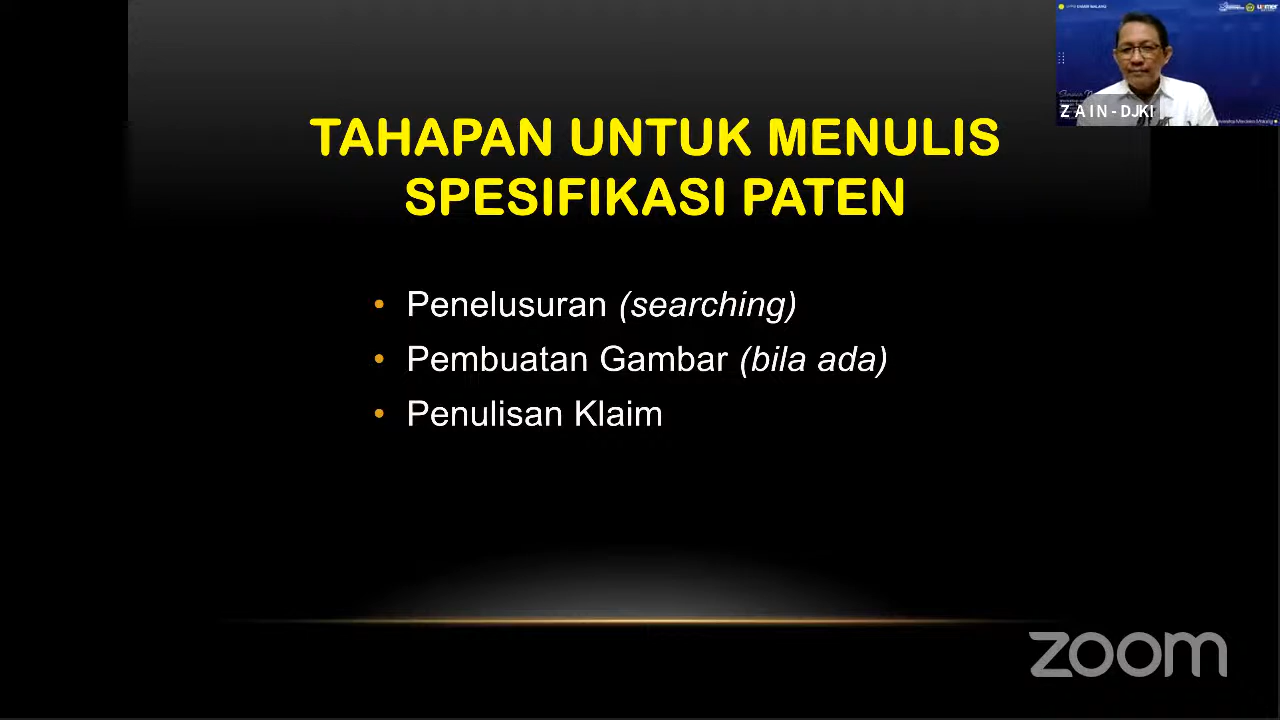 Z A I N - DJKI
TAHAPAN UNTUK MENULIS
SPESIFIKASI PATEN
• Penelusuran (searching)
• Pembuatan Gambar (bila ada)
• Penulisan Klaim
zoom